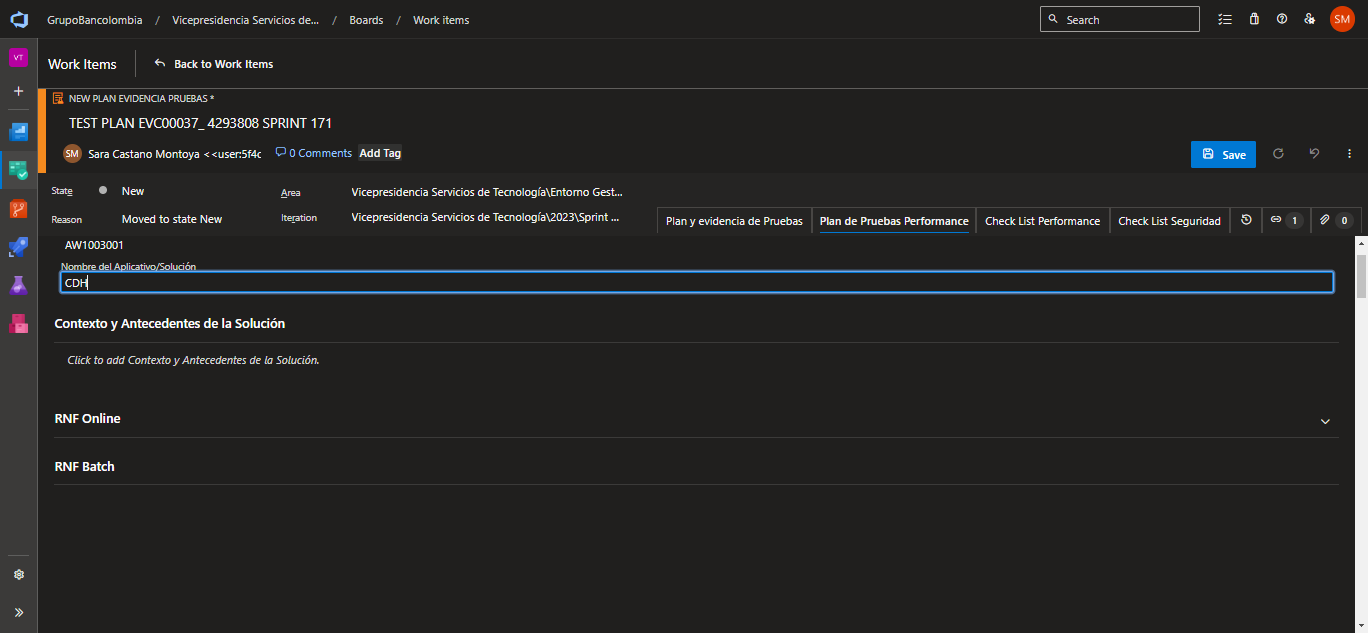 GrupoBancolombia / Vicepresidencia Servicios de... / Boards / Work items
Search
SM
VT
Work Items
Back to Work Items
NEW PLAN EVIDENCIA PRUEBAS *
TEST PLAN EVC00037_ 4293808 SPRINT 171
SM Sara Castano Montoya <<user:5f4c
0 Comments
Add Tag
Save
State
New
Area
Vicepresidencia Servicios de Tecnología\Entorno Gest...
Reason
Moved to state New
Iteration
Vicepresidencia Servicios de Tecnología\2023\Sprint ...
Plan y evidencia de Pruebas
Plan de Pruebas Performance
Check List Performance
Check List Seguridad
1
0
AW1003001
Nombre del Aplicativo/Solución
CDH
Contexto y Antecedentes de la Solución
Click to add Contexto y Antecedentes de la Solución.
RNF Online
RNF Batch